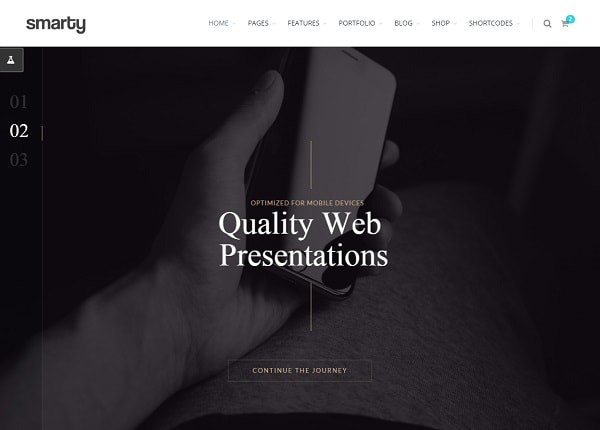 smarty
HOME PAGES FEATURES PORTFOLIO BLOG SHOP SHORTCODES 2
01
02
03
OPTIMIZED FOR MOBILE DEVICES
Quality Web
Presentations
CONTINUE THE JOURNEY